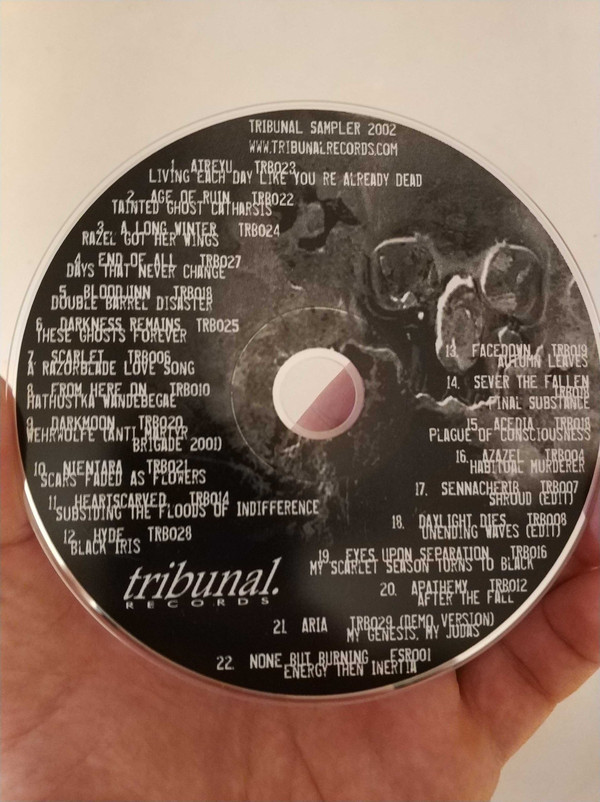 TRIBUNAL SAMPLER 2002
WWW.TRIBUNALRECORDS.COM
1. ATREYU TRB023
LIVING EACH DAY LIKE YOU RE ALREADY DEAD
2. AGE OF RUIN TRB022
TAINTED GHOST CATHARSIS
3. A LONG WINTER TRB024
RAZEL GOT HER WINGS
4. END OF ALL TRB027
DAYS THAT NEVER CHANGE
5. BLOODJINN TRB019
DOUBLE BARREL DISASTER
6. DARKNESS REMAINS TRB025
THESE GHOSTS FOREVER
7. SCARLET TRB006
A RAZORBLADE LOVE SONG
8. FROM HERE ON TRB010
HATHUSTKA WANDEBEGAE
9. DARKMOON TRB020
WEHRWOLFE (ANTI
BRIGADE 2001)
10. NIENTARA TRB021
SCARS FADED AS FLOWERS
11. HEARTSCARVED TRB014
SUBSIDING THE FLOODS OF INDIFFERENCE
12. HYDE TRB028
BLACK IRIS
tribunal.
RECORDS
13. FACEDOWN TRB019
AUTUMN LEAVES
14. SEVER THE FALLEN
FINAL SUBSTANCE
15. ACEDIA TRB018
PLAGUE OF CONSCIOUSNESS
16. AZAZEL TRB004
HABITUAL MURDERER
17. SENNACHERIB TRB007
SHROUD (EDIT)
18. DAYLIGHT DIES TRB008
UNENDING WAVES (EDIT)
19. EYES UPON SEPARATION TRB016
MY SCARLET SEASON TURNS TO BLACK
20. APATHEMY TRB012
AFTER THE FALL
21. ARIA TRB029 (DEMO VERSION)
MY GENESIS, MY JUDAS
22. NONE BUT BURNING ESR001
ENERGY THEN INERTIA